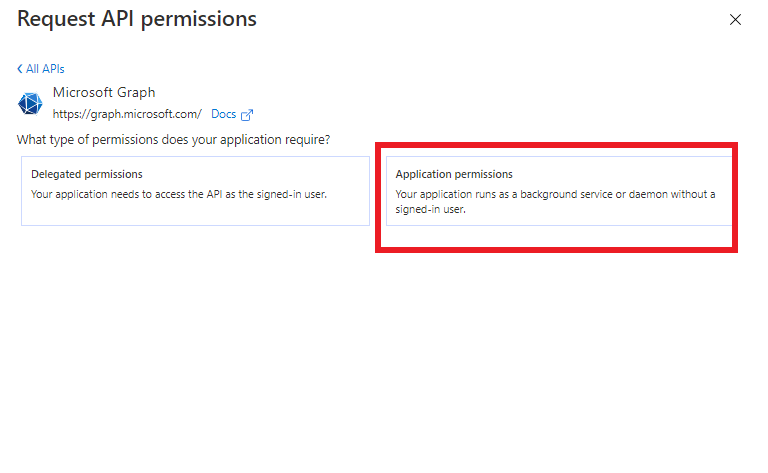 Request API permissions
All APIs
Microsoft Graph
https://graph.microsoft.com/ Docs
What type of permissions does your application require?
Delegated permissions
Your application needs to access the API as the signed-in user.
Application permissions
Your application runs as a background service or daemon without a
signed-in user.